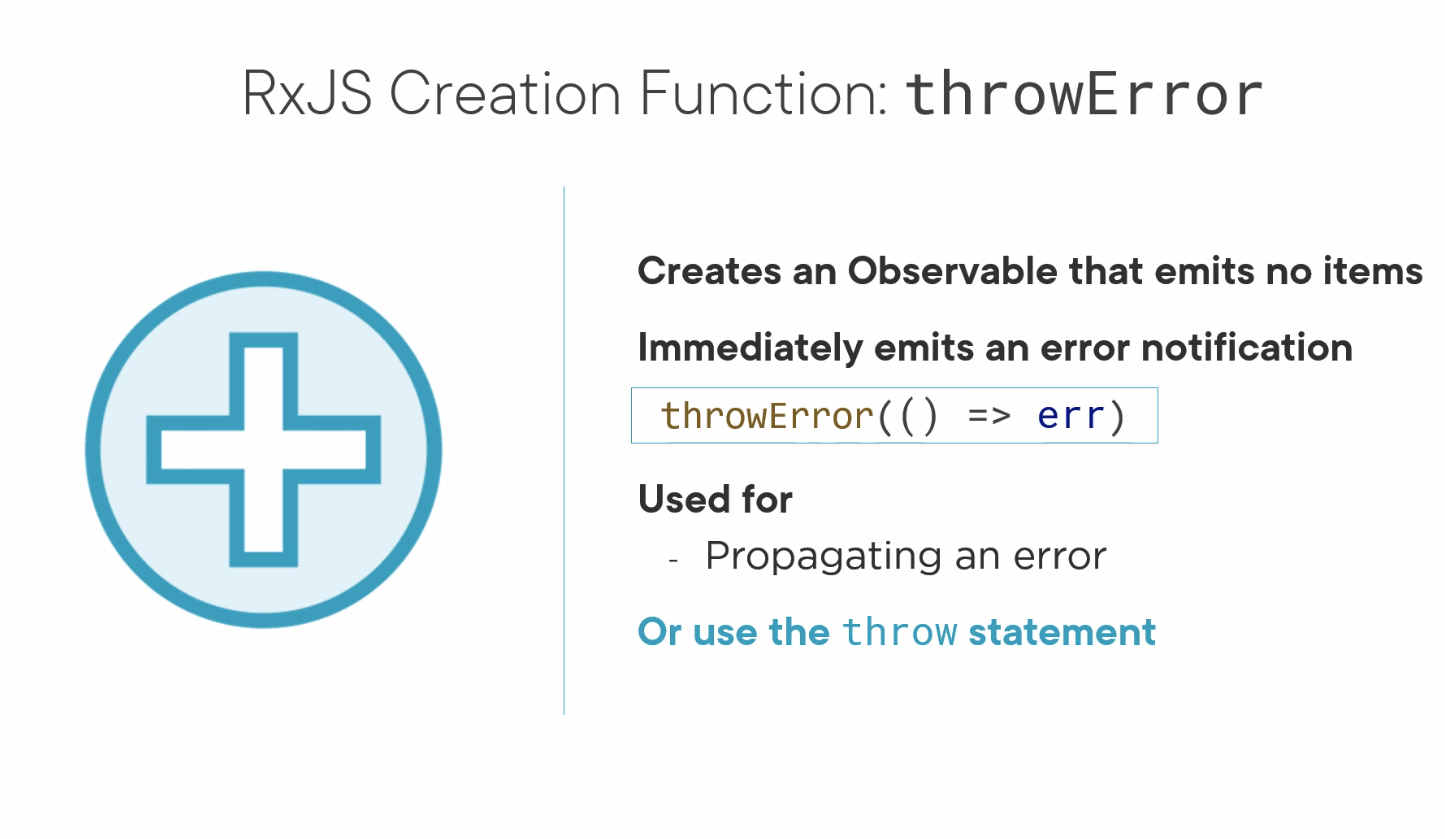 RxJS Creation Function: throwError
Creates an Observable that emits no items
Immediately emits an error notification
throwError(() => err)
Used for
- Propagating an error
Or use the throw statement